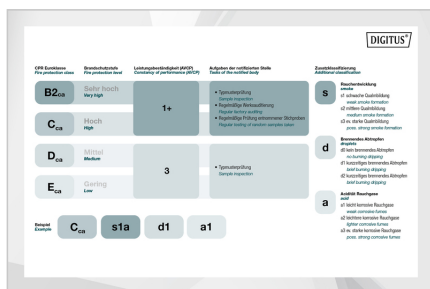 DIGITUS®
CPR Euroklasse
Fire protection class
Brandschutzstufe
Fire protection level
Leistungsbeständigkeit (AVCP)
Constancy of performance (AVCP)
Aufgaben der notifizierten Stelle
Tasks of the notified body
Zusatzklassifizierung
Additional classification
B2ca
Sehr hoch
Very high
1+
• Typenunterprüfung
Sample inspection
• Regelmäßige Werksauditierung
Regular factory auditing
• Regelmäßige Prüfung entnommener Stichproben
Regular testing of random samples taken
Cca
Hoch
High
Dca
Mittel
Medium
3
• Typenunterprüfung
Sample inspection
Eca
Gering
Low
s
Rauchentwicklung
smoke
s1 schwache Qualmbildung
weak smoke formation
s2 mittlere Qualmbildung
medium smoke formation
s3 ev. starke Qualmbildung
poss. strong smoke formation
d
Brennendes Abtropfen
droplets
d0 kein brennendes Abtropfen
no burning dripping
d1 kurzzeitiges Abtropfen
brief burning dripping
d2 kurzzeitiges Abtropfen
brief burning dripping
a
Acidität Rauchgase
acid
a1 leicht korrosive Rauchgase
weak corrosive fumes
a2 leichtere korrosive Rauchgase
lighter corrosive fumes
a3 ev. starke korrosive Rauchgase
poss. strong corrosive fumes
Beispiel
Example
Cca
s1a
d1
a1